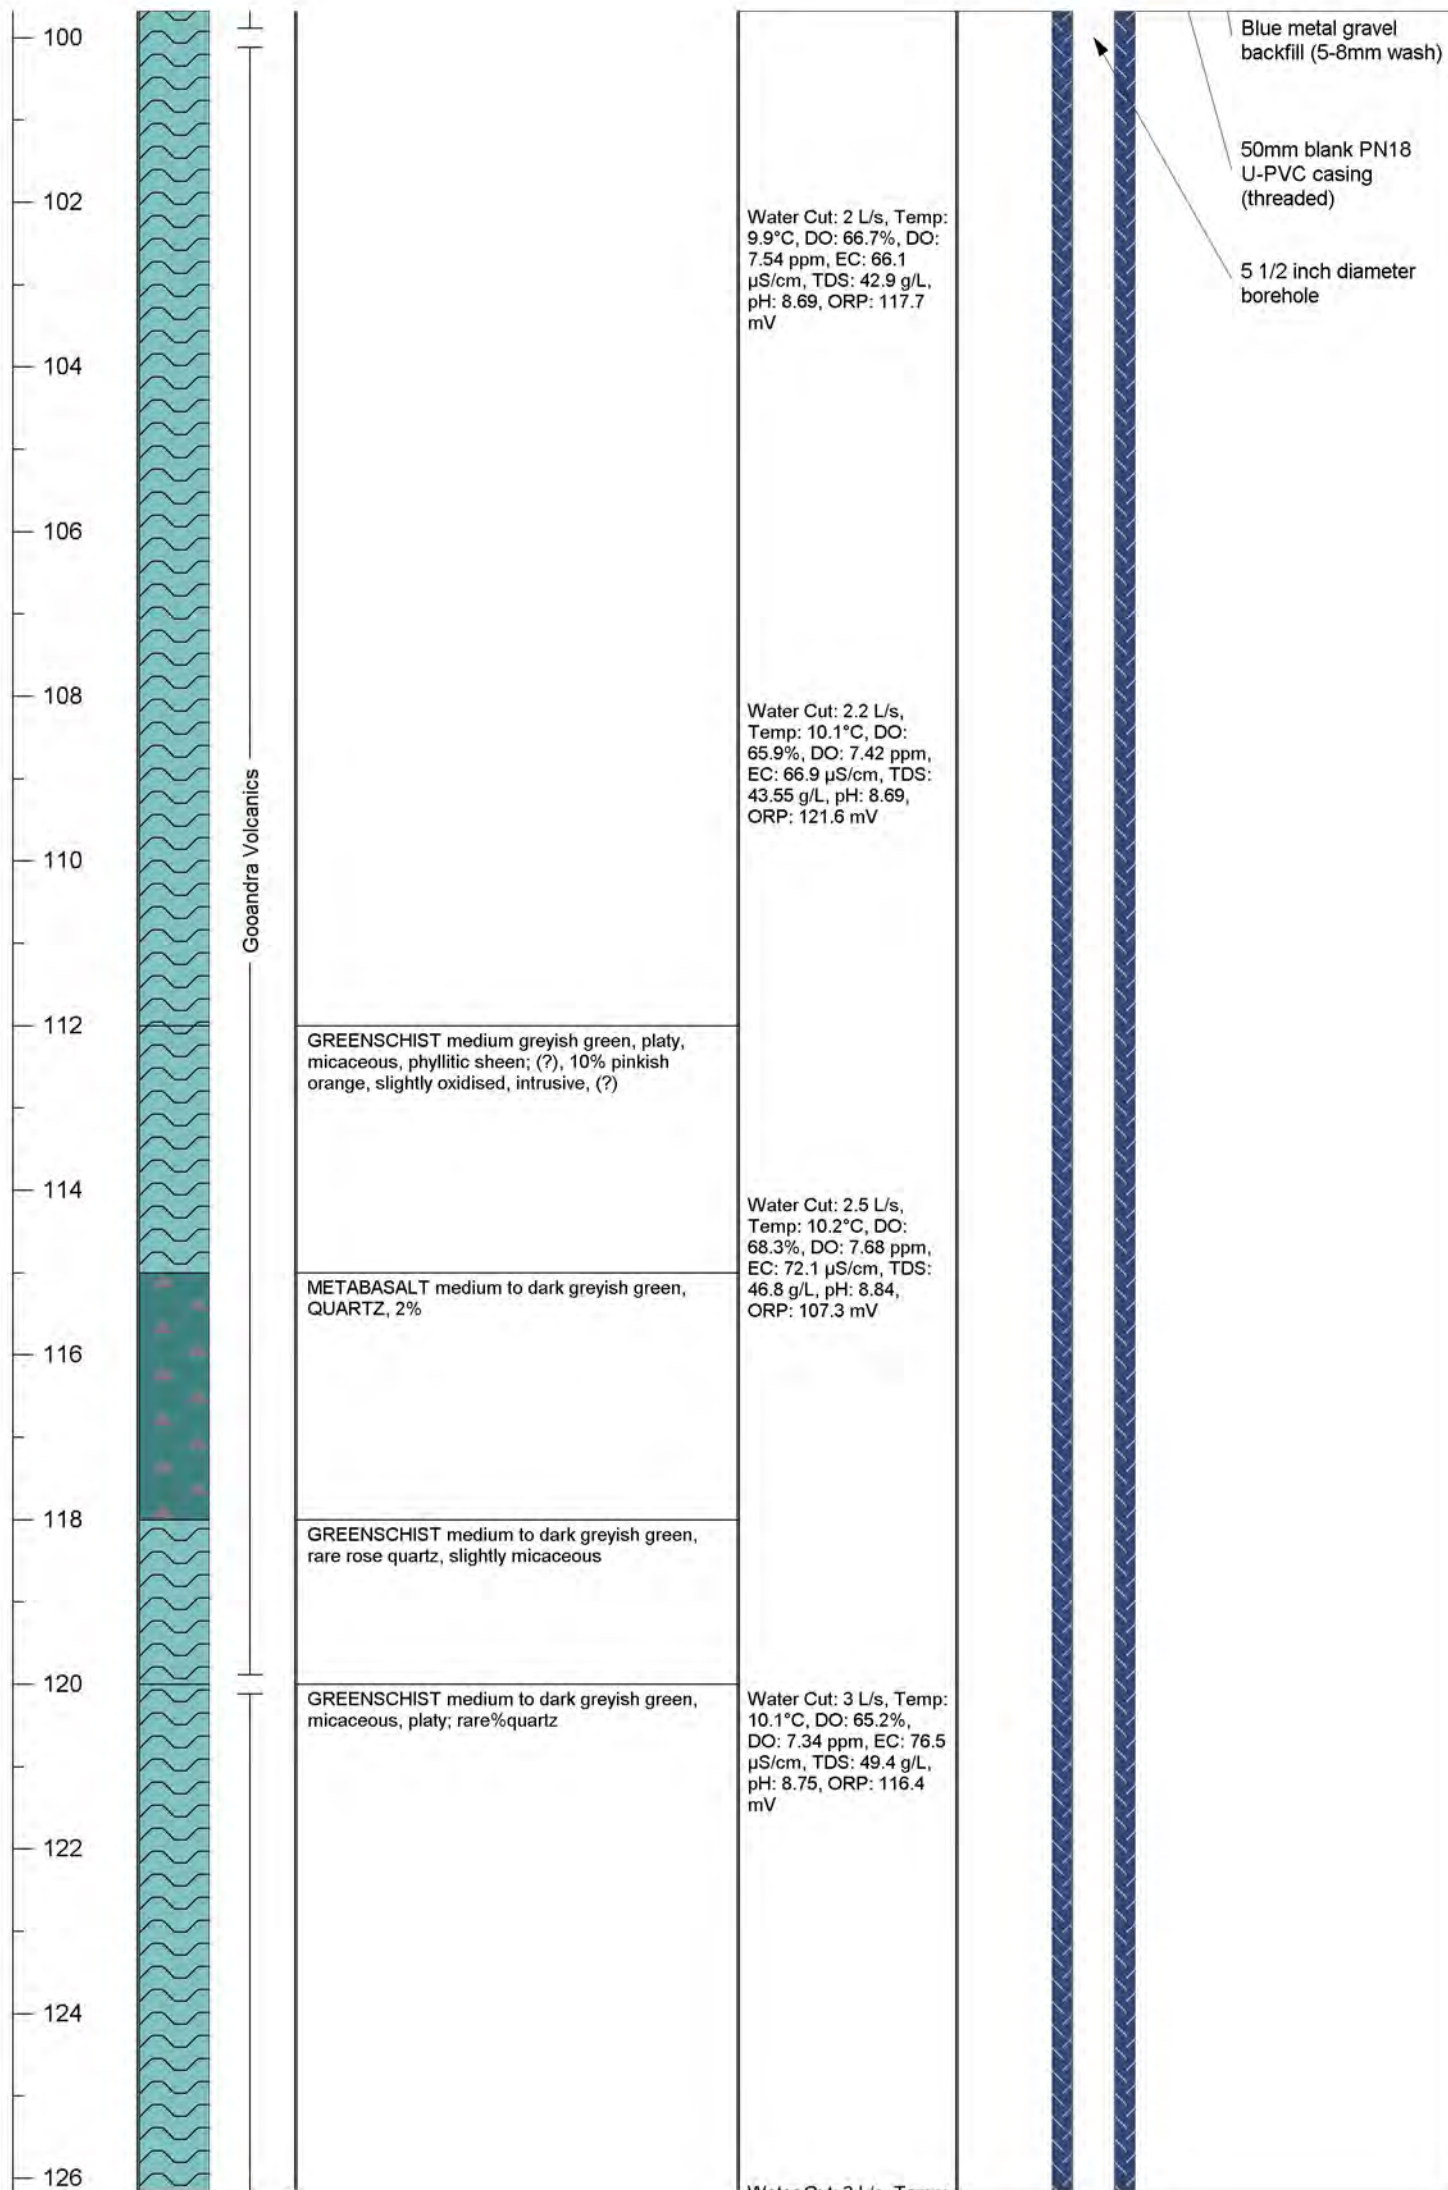 100
102
104
106
108
110
112
114
116
118
120
122
124
126
Gooandra Volcanics
GREENSCHIST medium greyish green, platy,
micaceous, phyllitic sheen; (?), 10% pinkish
orange, slightly oxidised, intrusive, (?)
METABASALT medium to dark greyish green,
QUARTZ, 2%
GREENSCHIST medium to dark greyish green,
rare rose quartz, slightly micaceous
GREENSCHIST medium to dark greyish green,
micaceous, platy; rare%quartz
Water Cut: 2 L/s, Temp:
9.9°C, DO: 66.7%, DO:
7.54 ppm, EC: 66.1
µS/cm, TDS: 42.9 g/L,
pH: 8.69, ORP: 117.7
mV
Water Cut: 2.2 L/s,
Temp: 10.1°C, DO:
65.9%, DO: 7.42 ppm,
EC: 66.9 µS/cm, TDS:
43.55 g/L, pH: 8.69,
ORP: 121.6 mV
Water Cut: 2.5 L/s,
Temp: 10.2°C, DO:
68.3%, DO: 7.68 ppm,
EC: 72.1 µS/cm, TDS:
46.8 g/L, pH: 8.84,
ORP: 107.3 mV
Water Cut: 3 L/s, Temp:
10.1°C, DO: 65.2%,
DO: 7.34 ppm, EC: 76.5
µS/cm, TDS: 49.4 g/L,
pH: 8.75, ORP: 116.4
mV
Blue metal gravel
backfill (5-8mm wash)
50mm blank PN18
U-PVC casing
(threaded)
5 1/2 inch diameter
borehole